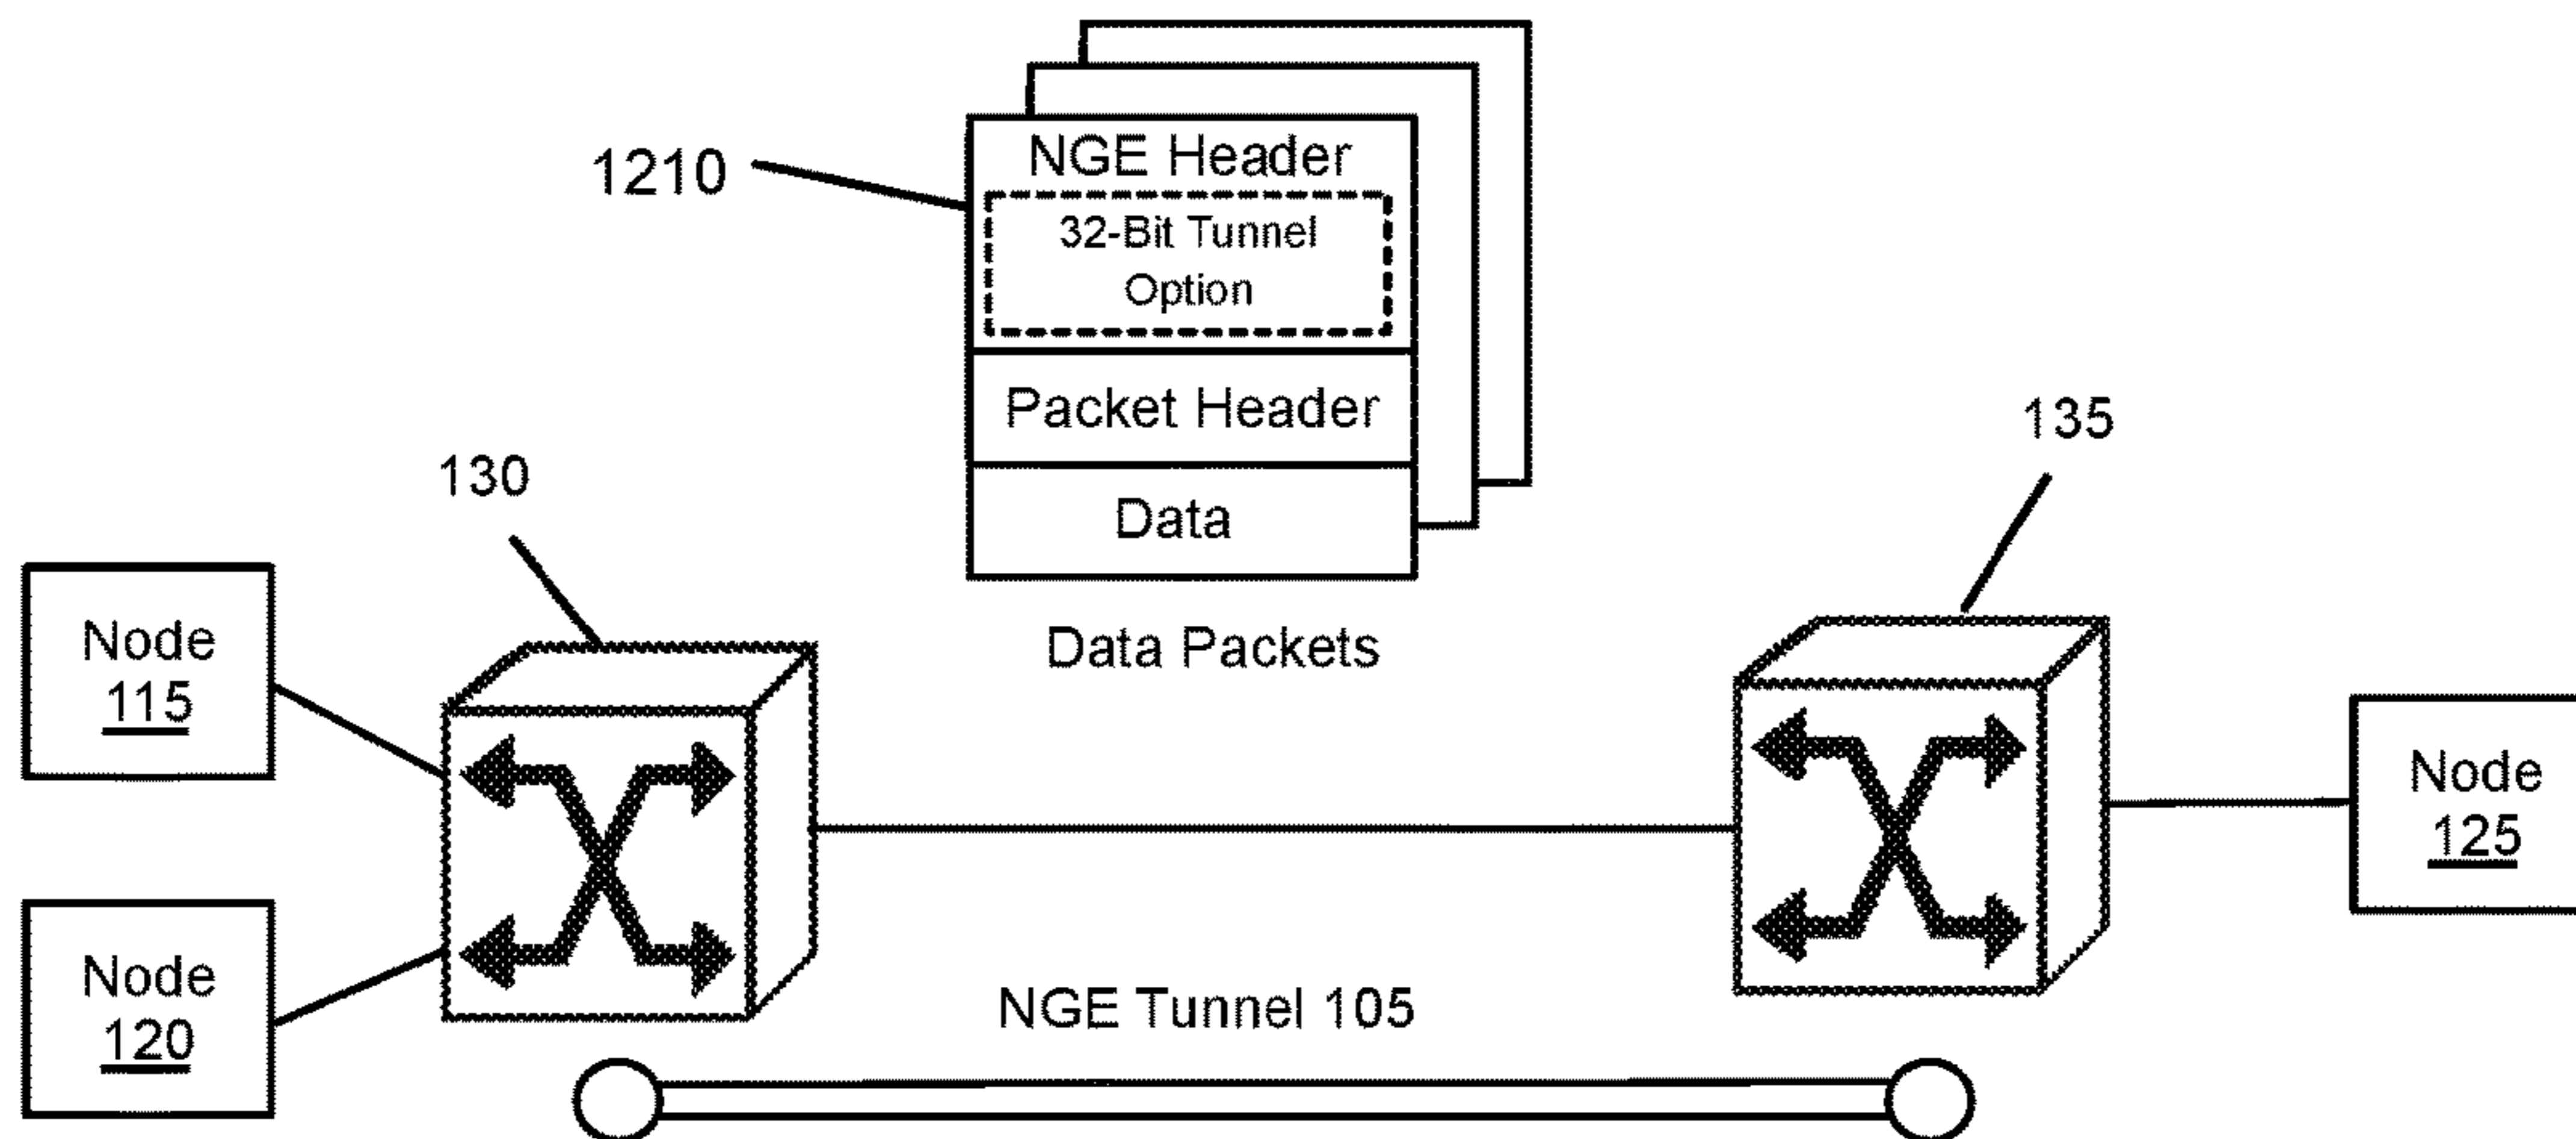 NGE Header
1210
32-Bit Tunnel
Option
Packet Header
135
130
Data
Node
115
Data Packets
Node
125
Node
120
NGE Tunnel 105